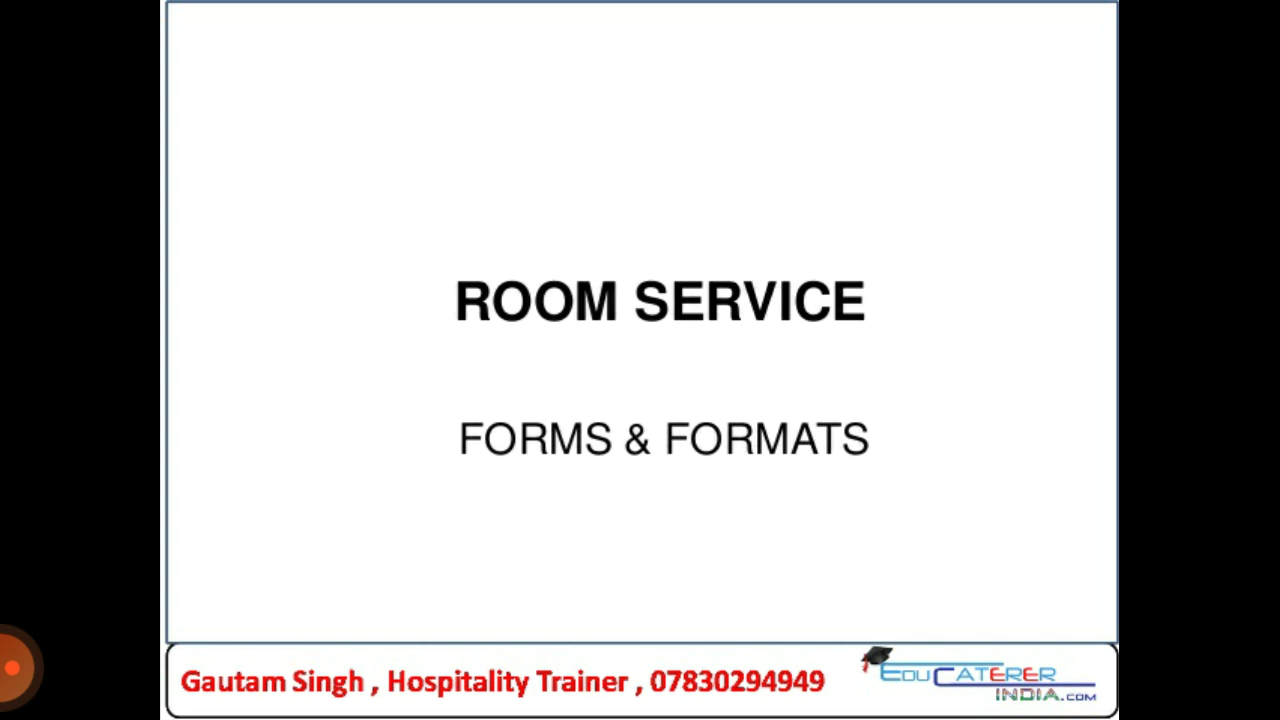 ROOM SERVICE
FORMS & FORMATS
Gautam Singh , Hospitality Trainer , 07830294949
EDUCATERER
INDIA.COM